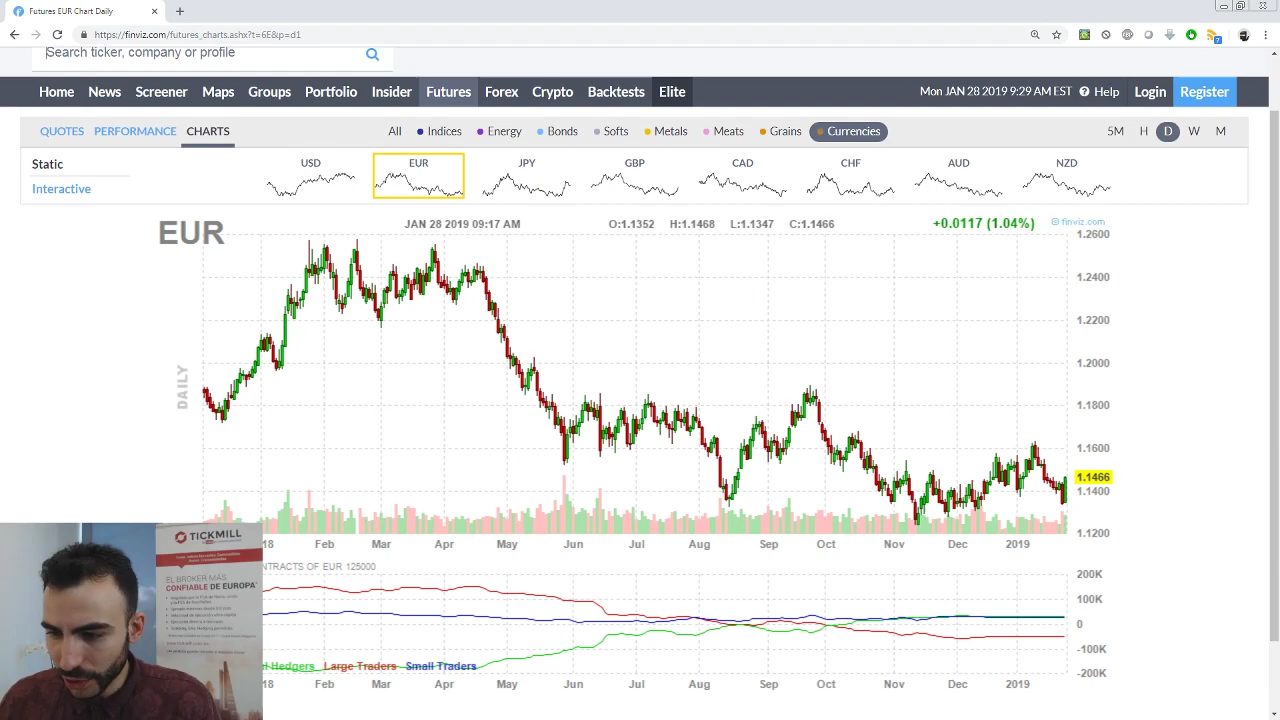 Futures EUR Chart Daily
https://finviz.com/futures_charts.ashx?t=6E&p=d1
7
Search ticker, company or profile
Home News Screener Maps Groups Portfolio Insider Futures Forex Crypto Backtests Elite Mon JAN 28 2019 9:29 AM EST Help Login Register
QUOTES PERFORMANCE CHARTS All Indices Energy Bonds Softs Metals Meats Grains Currencies 5M H D W M
Static
Interactive
USD EUR JPY GBP CAD CHF AUD NZD
EUR JAN 28 2019 09:17 AM O:1.1352 H:1.1468 L:1.1347 C:1.1466 +0.0117 (1.04%) © finviz.com
1.2600
1.2400
1.2200
1.2000
1.1800
1.1600
1.1466
1.1400
1.1200
DAILY
18 Feb Mar Apr May Jun Jul Aug Sep Oct Nov Dec 2019
NTRACTS OF EUR 125000
200K
100K
0
-100K
-200K
l Hedgers Large Traders Small Traders
18 Feb Mar Apr May Jun Jul Aug Sep Oct Nov Dec 2019
TICKMILL
EL BROKER MÁS
CONFIABLE DE EUROPA*